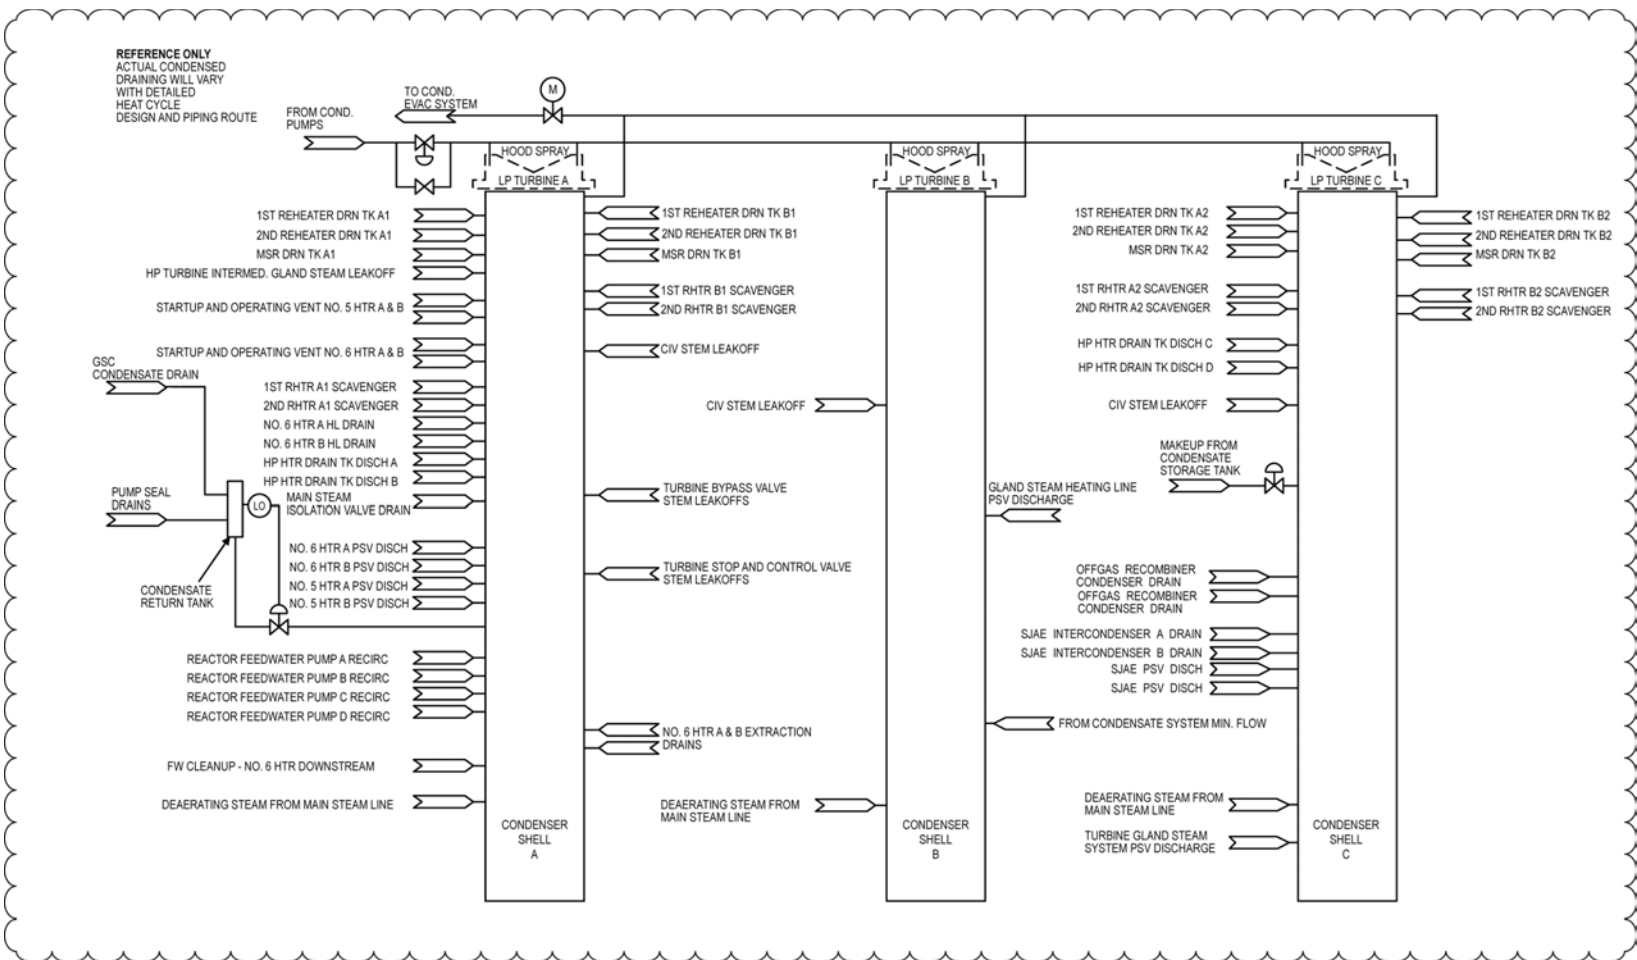 REFERENCE ONLY
ACTUAL CONDENSED
DRAINING WILL VARY
WITH DETAILED
HEAT CYCLE
DESIGN AND PIPING ROUTE
FROM COND.
PUMPS
TO COND.
EVAC SYSTEM
M
HOOD SPRAY
LP TURBINE A
HOOD SPRAY
LP TURBINE B
HOOD SPRAY
LP TURBINE C
1ST REHEATER DRN TK A1
2ND REHEATER DRN TK A1
MSR DRN TK A1
HP TURBINE INTERMED. GLAND STEAM LEAKOFF
STARTUP AND OPERATING VENT NO. 5 HTR A & B
STARTUP AND OPERATING VENT NO. 6 HTR A & B
GSC
CONDENSATE DRAIN
1ST RHTR A1 SCAVENGER
2ND RHTR A1 SCAVENGER
NO. 6 HTR A HL DRAIN
NO. 6 HTR B HL DRAIN
HP HTR DRAIN TK DISCH A
HP HTR DRAIN TK DISCH B
PUMP SEAL
DRAINS
LO
MAIN STEAM
ISOLATION VALVE DRAIN
NO. 6 HTR A PSV DISCH
NO. 6 HTR B PSV DISCH
NO. 5 HTR A PSV DISCH
NO. 5 HTR B PSV DISCH
CONDENSATE
RETURN TANK
REACTOR FEEDWATER PUMP A RECIRC
REACTOR FEEDWATER PUMP B RECIRC
REACTOR FEEDWATER PUMP C RECIRC
REACTOR FEEDWATER PUMP D RECIRC
FW CLEANUP - NO. 6 HTR DOWNSTREAM
DEAERATING STEAM FROM MAIN STEAM LINE
CONDENSER
SHELL
A
1ST REHEATER DRN TK B1
2ND REHEATER DRN TK B1
MSR DRN TK B1
1ST RHTR B1 SCAVENGER
2ND RHTR B1 SCAVENGER
CIV STEM LEAKOFF
TURBINE BYPASS VALVE
STEM LEAKOFFS
TURBINE STOP AND CONTROL VALVE
STEM LEAKOFFS
NO. 6 HTR A & B EXTRACTION
DRAINS
CIV STEM LEAKOFF
DEAERATING STEAM FROM
MAIN STEAM LINE
CONDENSER
SHELL
B
GLAND STEAM HEATING LINE
PSV DISCHARGE
FROM CONDENSATE SYSTEM MIN. FLOW
1ST REHEATER DRN TK A2
2ND REHEATER DRN TK A2
MSR DRN TK A2
1ST RHTR A2 SCAVENGER
2ND RHTR A2 SCAVENGER
HP HTR DRAIN TK DISCH C
HP HTR DRAIN TK DISCH D
CIV STEM LEAKOFF
MAKEUP FROM
CONDENSATE
STORAGE TANK
OFFGAS RECOMBINER
CONDENSER DRAIN
OFFGAS RECOMBINER
CONDENSER DRAIN
SJAE INTERCONDENSER A DRAIN
SJAE INTERCONDENSER B DRAIN
SJAE PSV DISCH
SJAE PSV DISCH
DEAERATING STEAM FROM
MAIN STEAM LINE
TURBINE GLAND STEAM
SYSTEM PSV DISCHARGE
CONDENSER
SHELL
C
1ST REHEATER DRN TK B2
2ND REHEATER DRN TK B2
MSR DRN TK B2
1ST RHTR B2 SCAVENGER
2ND RHTR B2 SCAVENGER